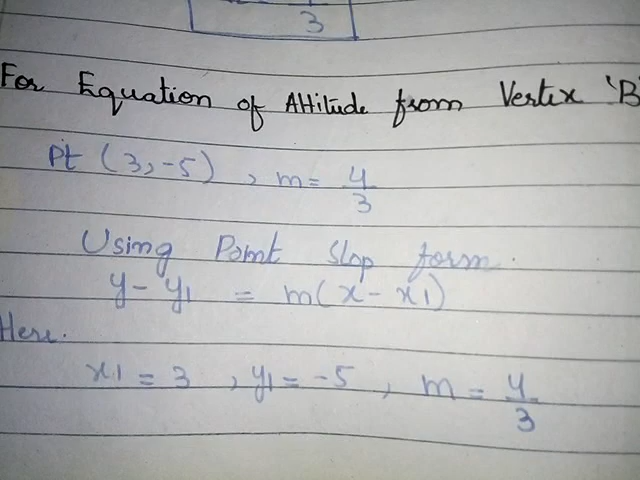 3
For Equation of Altitude from Vertix 'B'
Pt (3,-5) , m = 4/3
Using Point Slop form.
y - y1 = m(x - x1)
Here.
x1 = 3 , y1 = -5 , m = 4/3